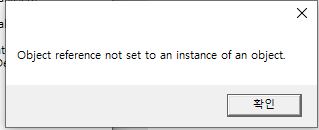 Object reference not set to an instance of an object.
확인